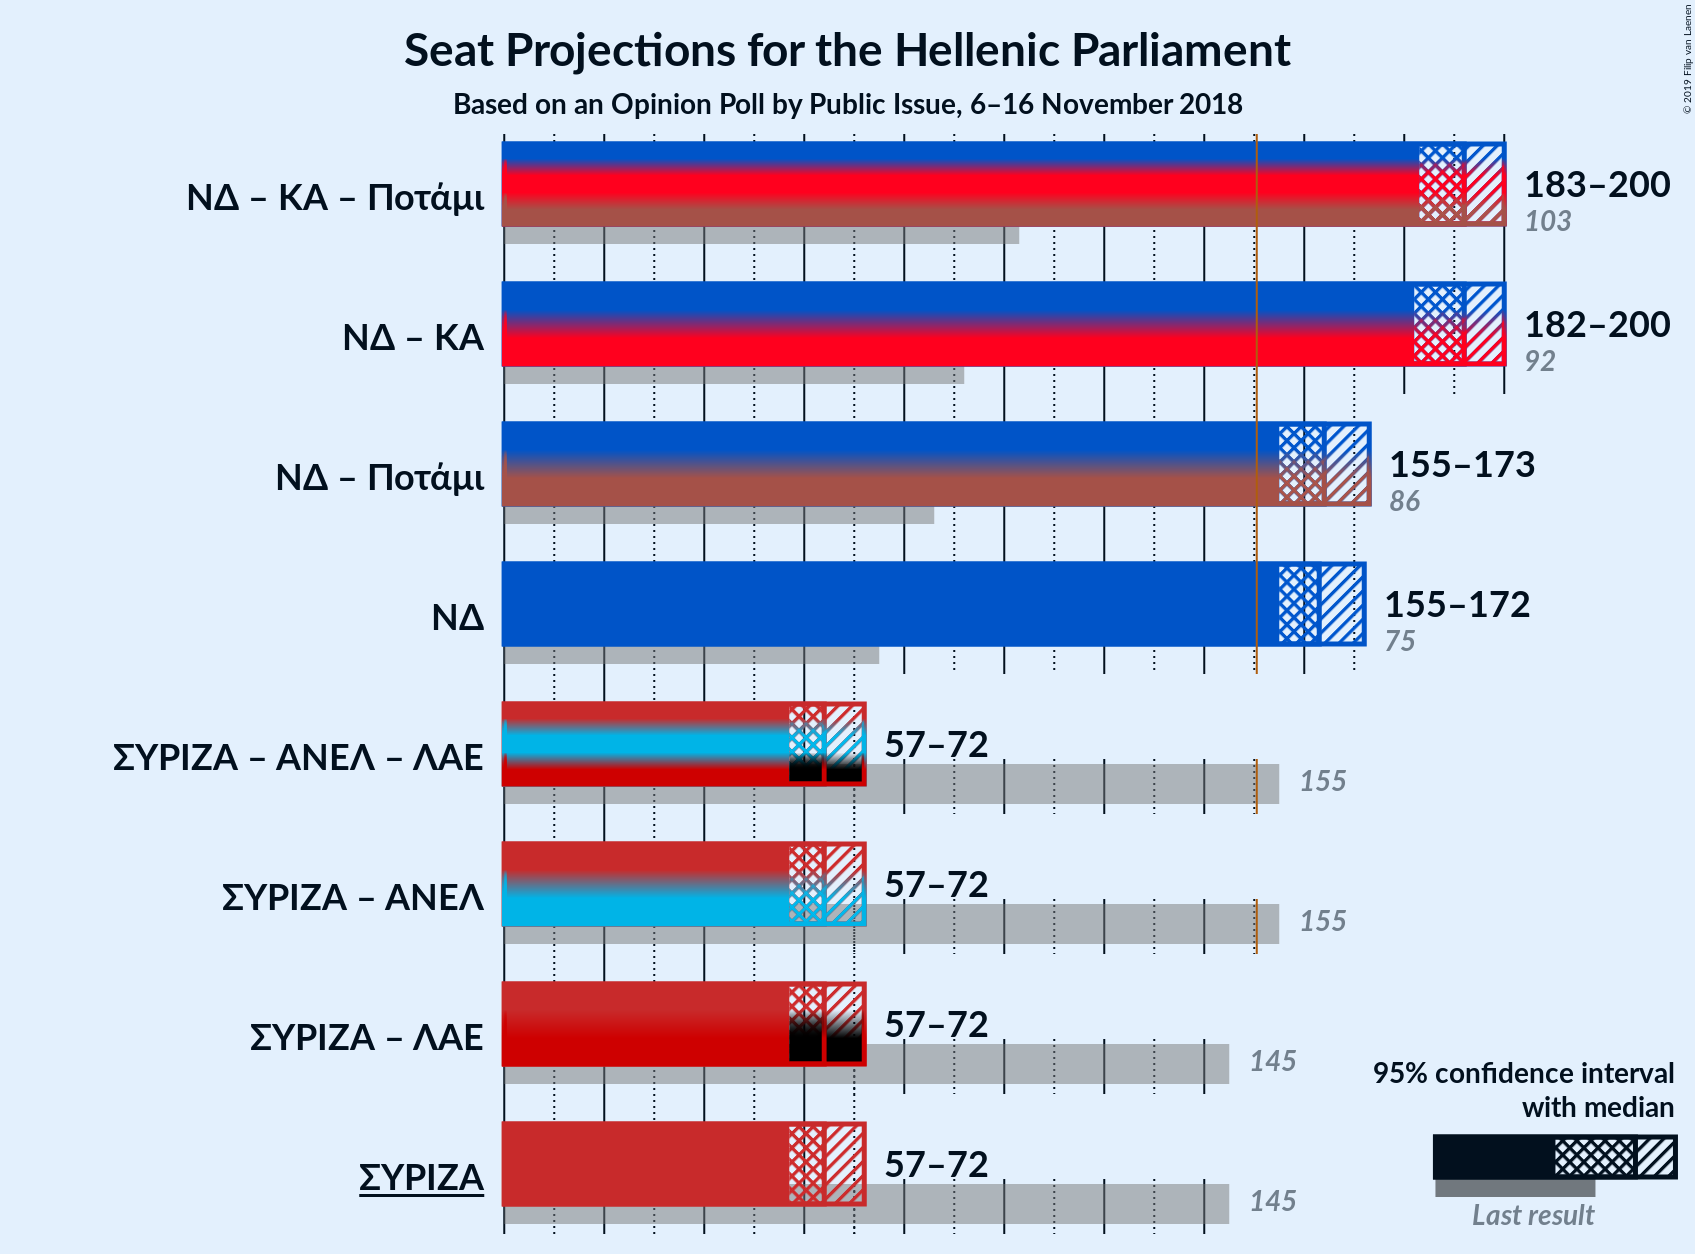 Seat Projections for the Hellenic Parliament
Based on an Opinion Poll by Public Issue, 6–16 November 2018
© 2019 Filip van Laenen
ΝΔ – ΚΑ – Ποτάμι
183–200
103
ΝΔ – ΚΑ
182–200
92
ΝΔ – Ποτάμι
155–173
86
ΝΔ
155–172
75
ΣΥΡΙΖΑ – ΑΝΕΛ – ΛΑΕ
57–72
155
ΣΥΡΙΖΑ – ΑΝΕΛ
57–72
155
ΣΥΡΙΖΑ – ΛΑΕ
57–72
145
ΣΥΡΙΖΑ
57–72
145
95% confidence interval
with median
Last result